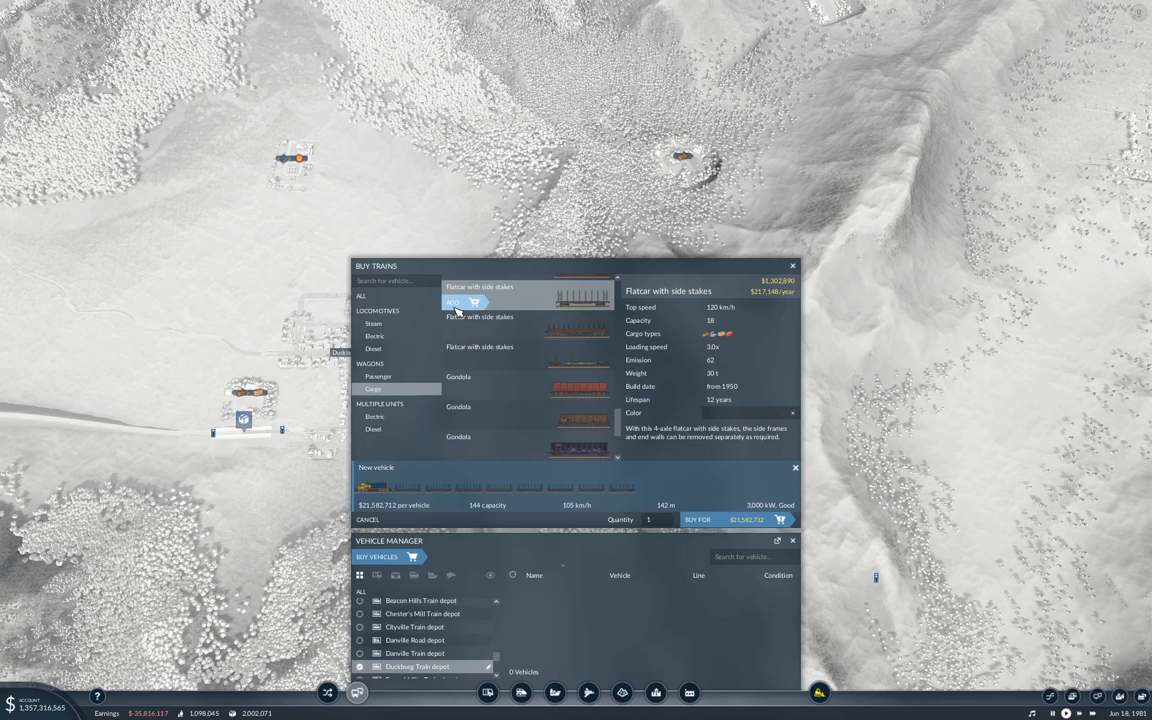 BUY TRAINS
Search for vehicle...
ALL
LOCOMOTIVES
Steam
Electric
Diesel
WAGONS
Passenger
Cargo
MULTIPLE UNITS
Electric
Diesel
Flatcar with side stakes
ADD
Flatcar with side stakes
Flatcar with side stakes
Gondola
Gondola
Gondola
$1,302,890
Flatcar with side stakes
$217,148/year
Top speed 120 km/h
Capacity 18
Cargo types
Loading speed 3.0x
Emission 62
Weight 30 t
Build date from 1950
Lifespan 12 years
Color
With this 4-axle flatcar with side stakes, the side frames
and end walls can be removed separately as required.
New vehicle
$21,582,712 per vehicle 144 capacity 105 km/h 142 m 3,000 kW, Good
CANCEL Quantity 1 BUY FOR $21,582,712
VEHICLE MANAGER
BUY VEHICLES Search for vehicle...
Name Vehicle Line Condition
ALL
Beacon Hills Train depot
Chester's Mill Train depot
Cityville Train depot
Danville Road depot
Danville Train depot
Duckburg Train depot
0 Vehicles
$ ACCOUNT
1,357,316,565
?
Earnings $-35,816,117 1,098,045 2,002,071 Jun 18, 1981